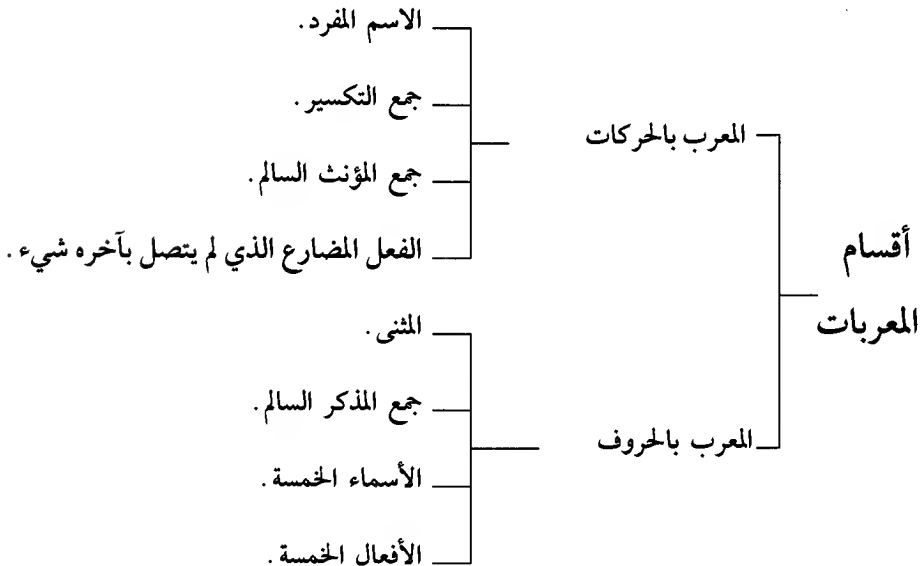 أقسام
المعربات
المعرب بالحركات
الاسم المفرد.
جمع التكسير.
جمع المؤنث السالم.
الفعل المضارع الذي لم يتصل بآخره شيء.
المعرب بالحروف
المثنى.
جمع المذكر السالم.
الأسماء الخمسة.
الأفعال الخمسة.